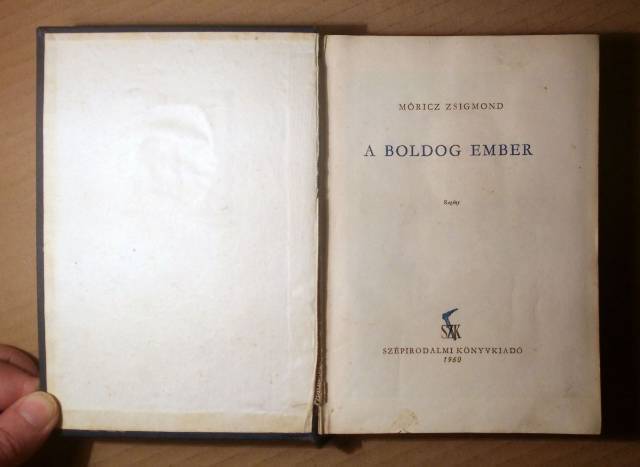 MÓRICZ ZSIGMOND
A BOLDOG EMBER
Regény
SZK
SZÉPIRODALMI KÖNYVKIADÓ
1960